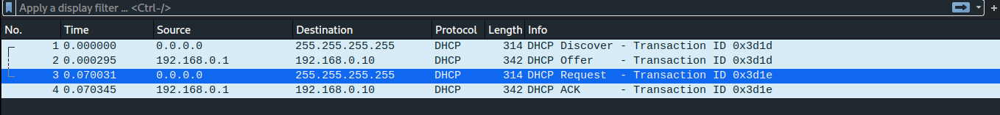 Apply a display filter ... <Ctrl-/>
No. Time Source Destination Protocol Length Info
1 0.000000 0.0.0.0 255.255.255.255 DHCP 314 DHCP Discover - Transaction ID 0x3d1d
2 0.000295 192.168.0.1 192.168.0.10 DHCP 342 DHCP Offer - Transaction ID 0x3d1d
3 0.070031 0.0.0.0 255.255.255.255 DHCP 314 DHCP Request - Transaction ID 0x3d1e
4 0.070345 192.168.0.1 192.168.0.10 DHCP 342 DHCP ACK - Transaction ID 0x3d1e